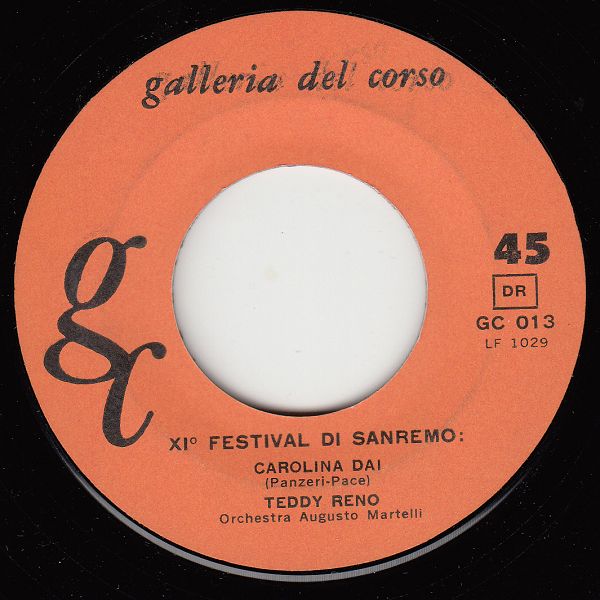 galleria del corso
45
DR
GC 013
LF 1029
gc
XIº FESTIVAL DI SANREMO:
CAROLINA DAI
(Panzeri-Pace)
TEDDY RENO
Orchestra Augusto Martelli